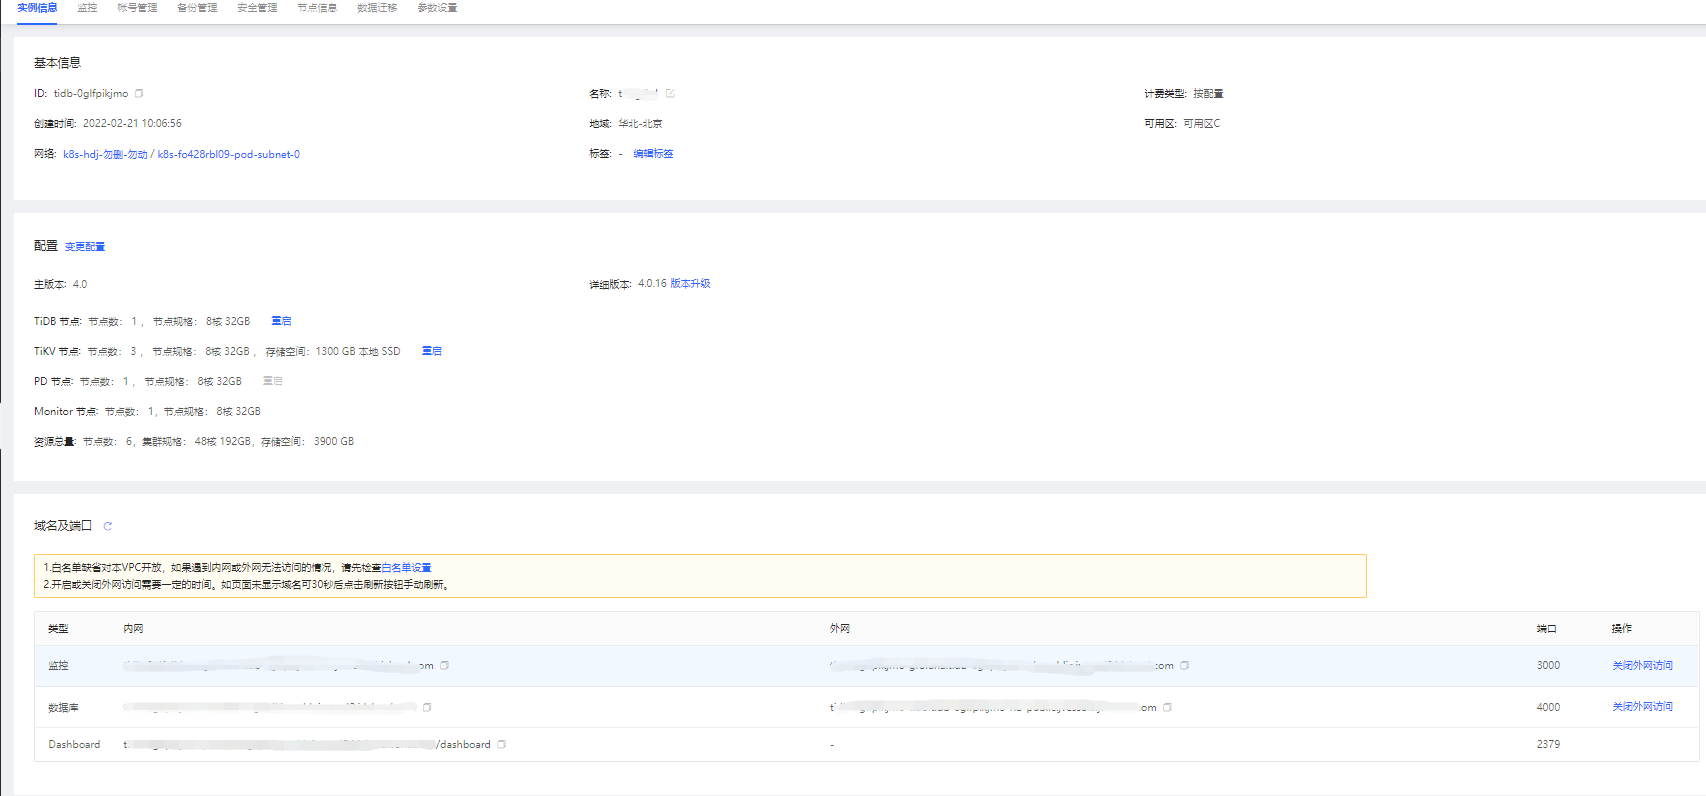 实例信息 监控 帐号管理 备份管理 安全管理 节点信息 数据迁移 参数设置
基本信息
ID: tidb-0glfpikjmo 名称: 计费类型: 按配置
创建时间: 2022-02-21 10:06:56 地域: 华北-北京 可用区: 可用区C
网络: k8s-hdj-勿删-勿动 / k8s-fo428rbl09-pod-subnet-0 标签: - 编辑标签
配置 变更配置
主版本: 4.0 详细版本: 4.0.16 版本升级
TiDB 节点: 节点数: 1 , 节点规格: 8核 32GB 重启
TiKV 节点: 节点数: 3 , 节点规格: 8核 32GB , 存储空间: 1300 GB 本地 SSD 重启
PD 节点: 节点数: 1 , 节点规格: 8核 32GB 重启
Monitor 节点: 节点数: 1, 节点规格: 8核 32GB
资源总量: 节点数: 6, 集群规格: 48核 192GB, 存储空间: 3900 GB
域名及端口
1.白名单缺省对本VPC开放，如果遇到内网或外网无法访问的情况，请先检查白名单设置
2.开启或关闭外网访问需要一定的时间。如页面未显示域名可30秒后点击刷新按钮手动刷新。
类型 内网 外网 端口 操作
监控 3000 关闭外网访问
数据库 4000 关闭外网访问
Dashboard /dashboard - 2379